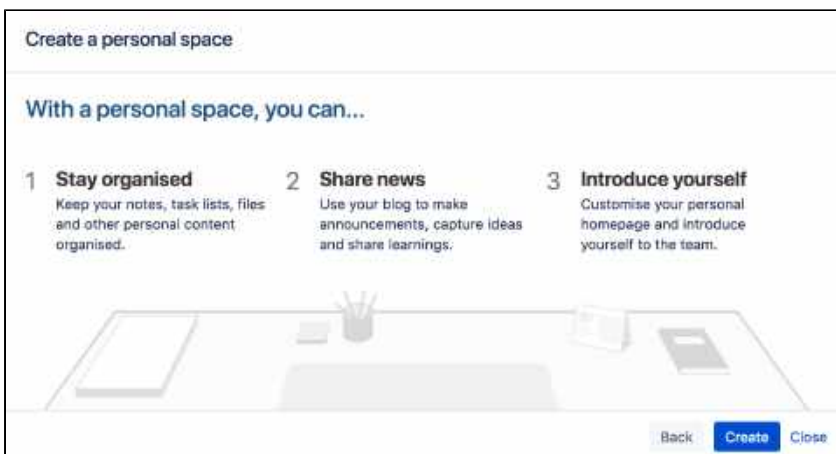 Create a personal space
With a personal space, you can...
1 Stay organised
Keep your notes, task lists, files
and other personal content
organised.
2 Share news
Use your blog to make
announcements, capture ideas
and share learnings.
3 Introduce yourself
Customise your personal
homepage and introduce
yourself to the team.
Back Create Close